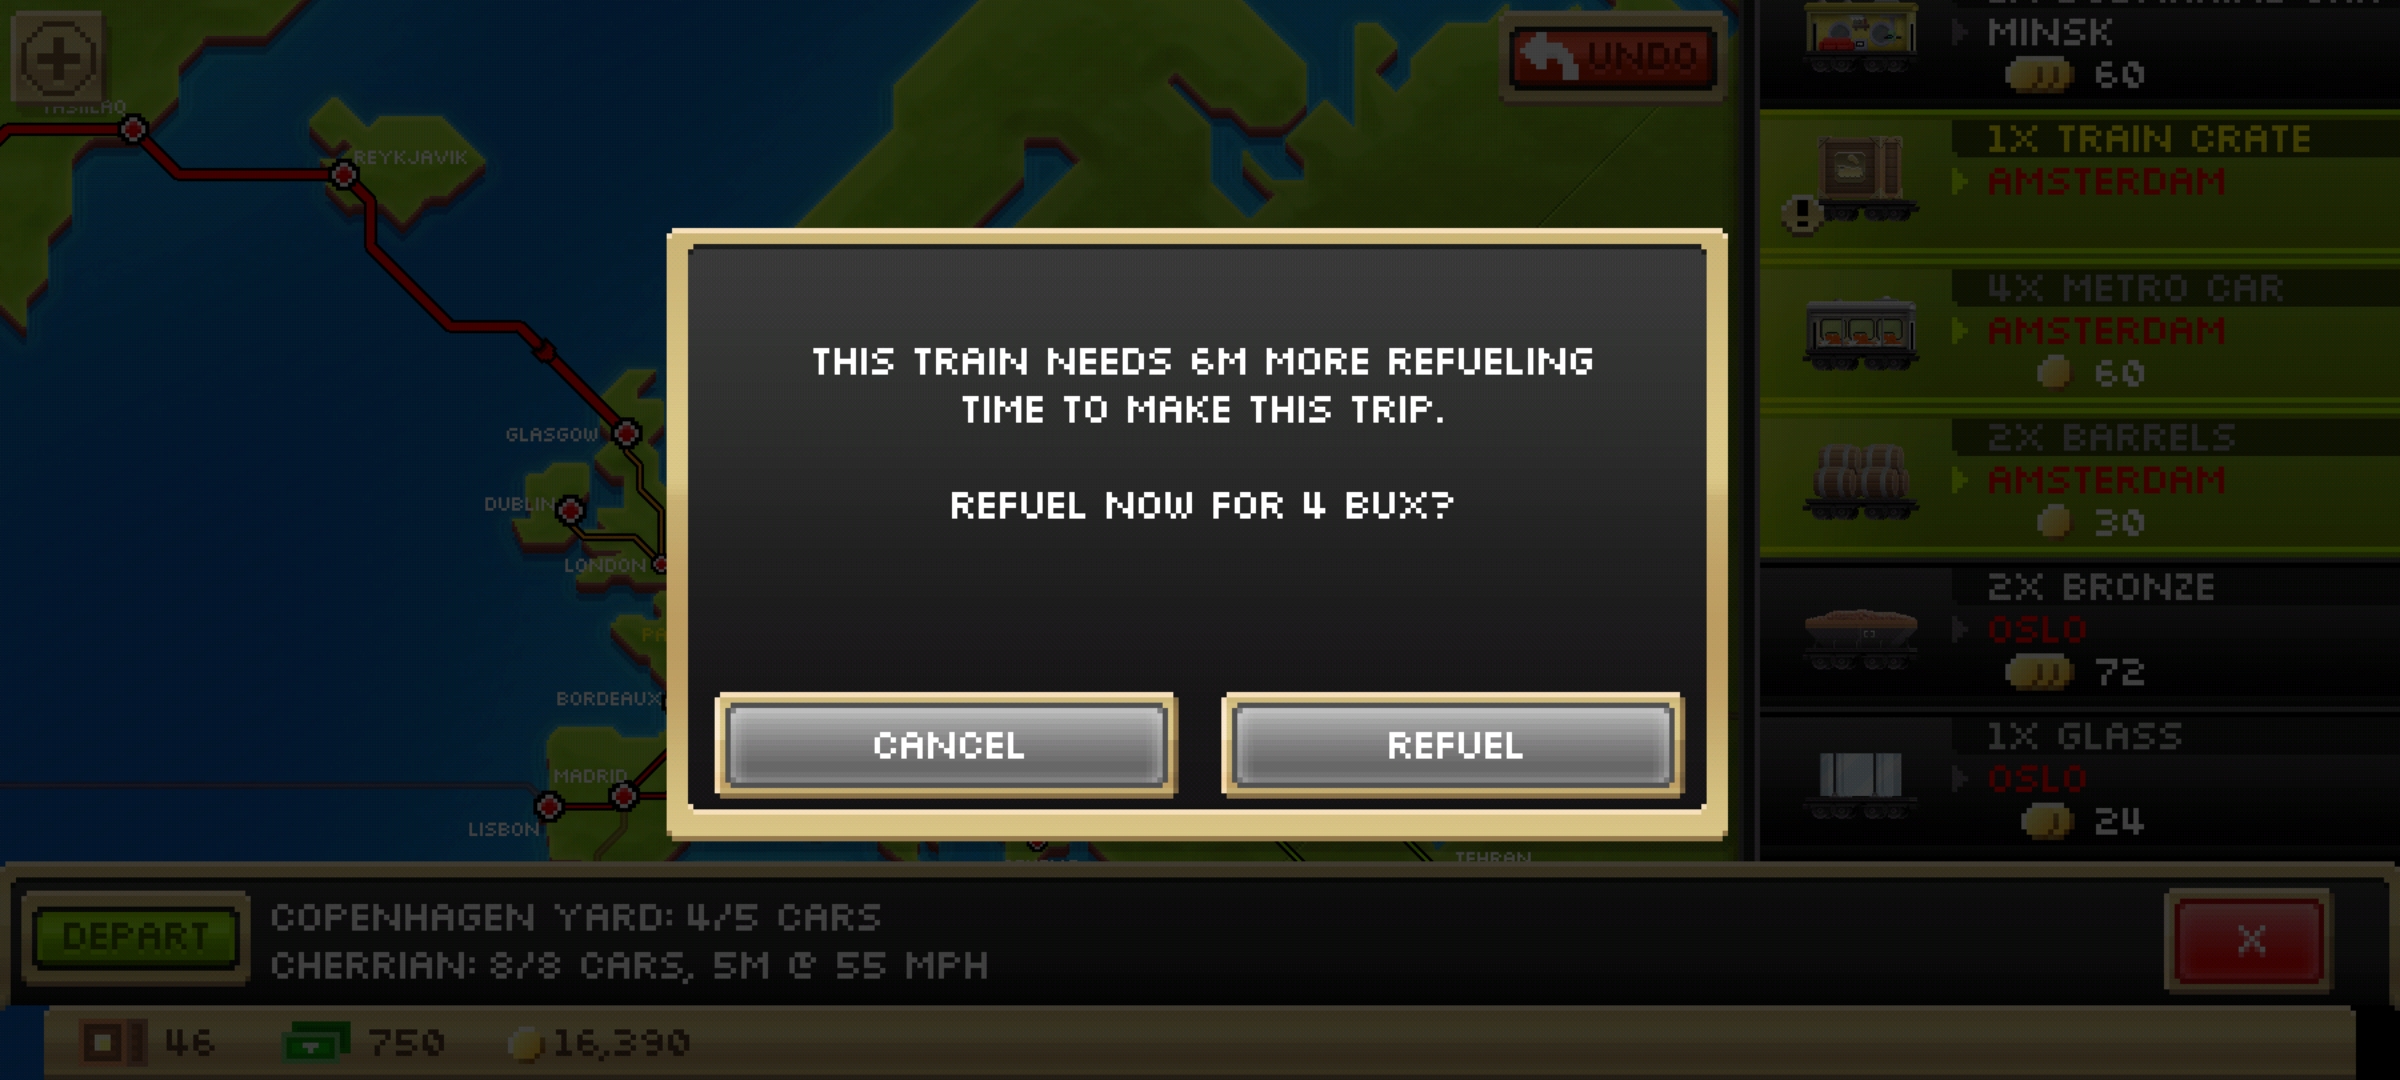 MINSK
60
UNDO
1X TRAIN CRATE
AMSTERDAM
REYKJAVIK
4X METRO CAR
AMSTERDAM
60
THIS TRAIN NEEDS 6M MORE REFUELING
TIME TO MAKE THIS TRIP.
REFUEL NOW FOR 4 BUX?
GLASGOW
2X BARRELS
AMSTERDAM
30
DUBLIN
LONDON
2X BRONZE
OSLO
72
BORDEAUX
CANCEL
REFUEL
1X GLASS
OSLO
24
MADRID
LISBON
TEHRAN
DEPART
COPENHAGEN YARD: 4/5 CARS
CHERRIAN: 8/8 CARS, 5M @ 55 MPH
X
46
750
16,390